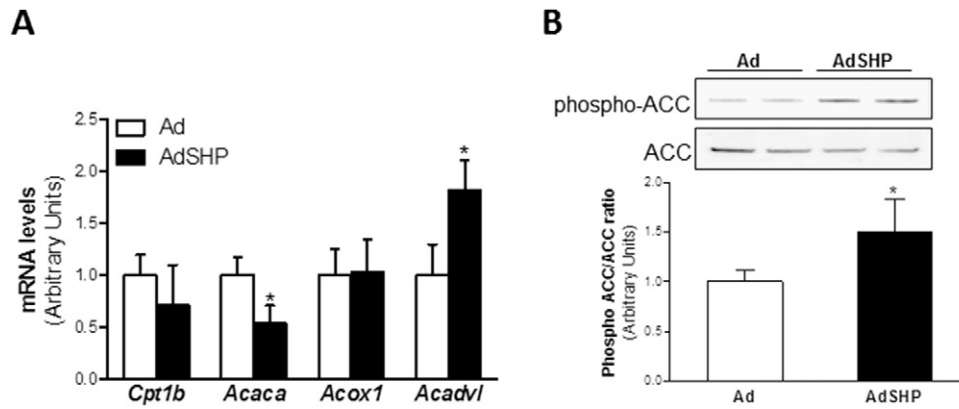 A
mRNA levels
(Arbitrary Units)
2.5
2.0
1.5
1.0
0.5
0.0
Ad
AdSHP
*
*
Cpt1b Acaca Acox1 Acadvl
B
Ad AdSHP
phospho-ACC
ACC
Phospho ACC/ACC ratio
(Arbitrary Units)
2.0
1.5
1.0
0.5
0.0
*
Ad AdSHP